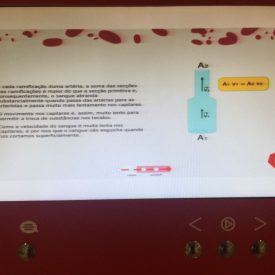 cada ramificação duma artéria, a soma das secções
as ramificações é maior do que a secção primitiva e,
consequentemente, o sangue abranda
substancialmente quando passa das artérias para as
arteríolas e passa muito mais lentamente nos capilares.
O movimento nos capilares é, assim, muito lento para
permitir a troca de substâncias nos tecidos.
Como a velocidade do sangue é muito lenta nos
capilares, é por isso que o sangue não esguicha quando
nos cortamos superficialmente.
A₂
A₁ v₁ = A₂ v₂
A₁